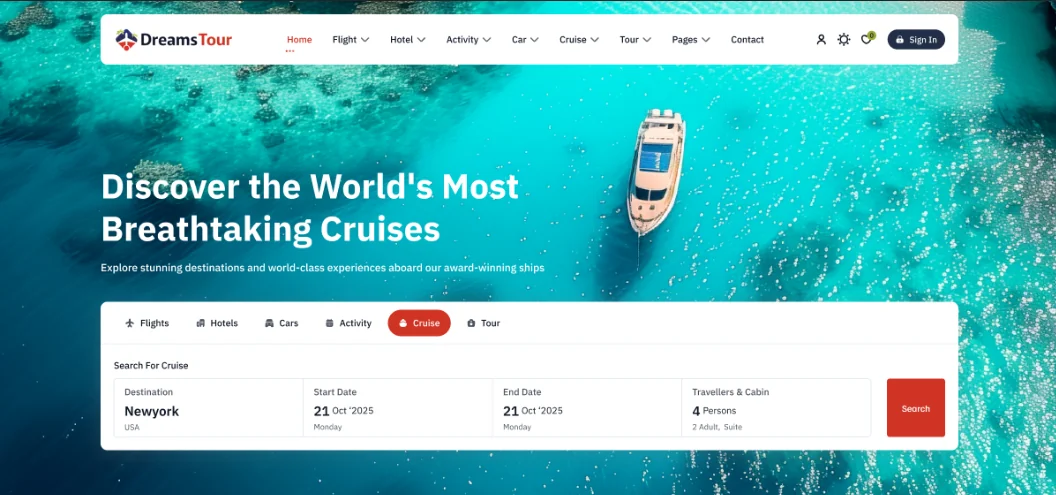 DreamsTour
Home Flight Hotel Activity Car Cruise Tour Pages Contact 0 Sign In
Discover the World's Most
Breathtaking Cruises
Explore stunning destinations and world-class experiences aboard our award-winning ships
Flights Hotels Cars Activity Cruise Tour
Search For Cruise
Destination Start Date End Date Travellers & Cabin
Newyork 21 Oct '2025 21 Oct '2025 4 Persons Search
USA Monday Monday 2 Adult, Suite